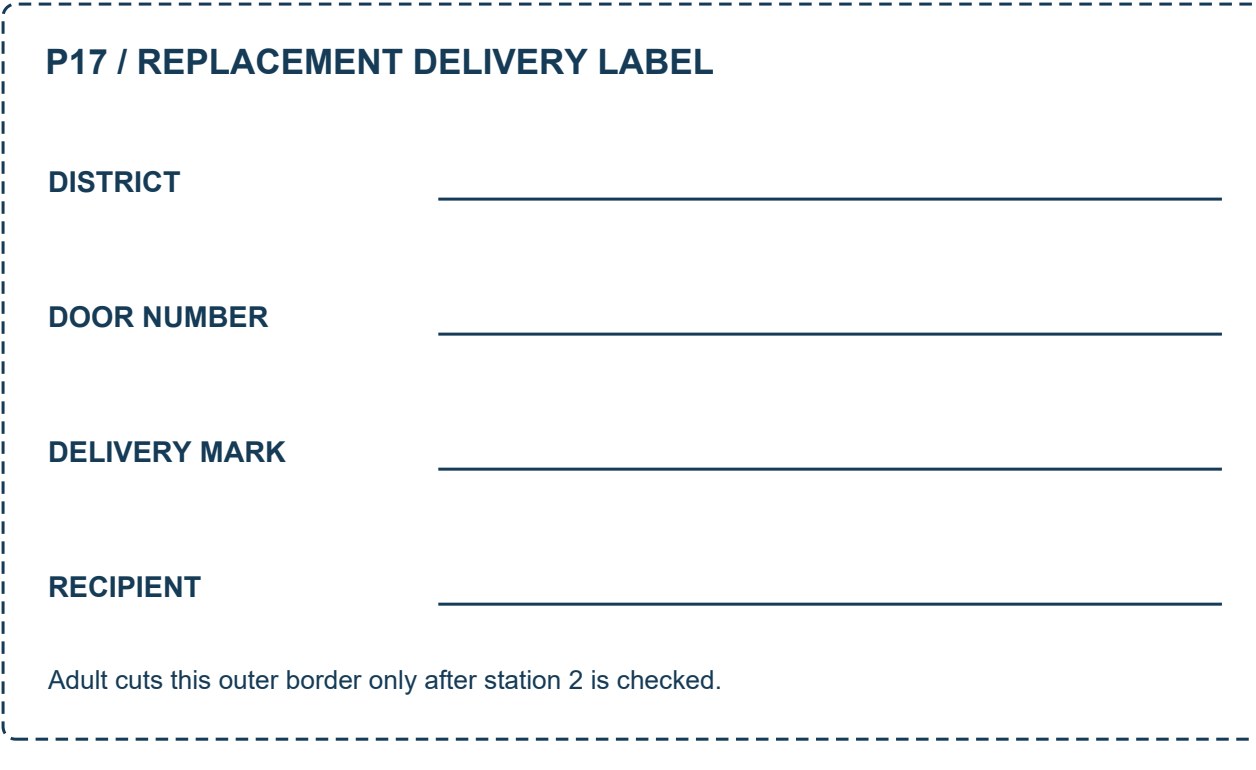 P17 / REPLACEMENT DELIVERY LABEL
DISTRICT
DOOR NUMBER
DELIVERY MARK
RECIPIENT
Adult cuts this outer border only after station 2 is checked.